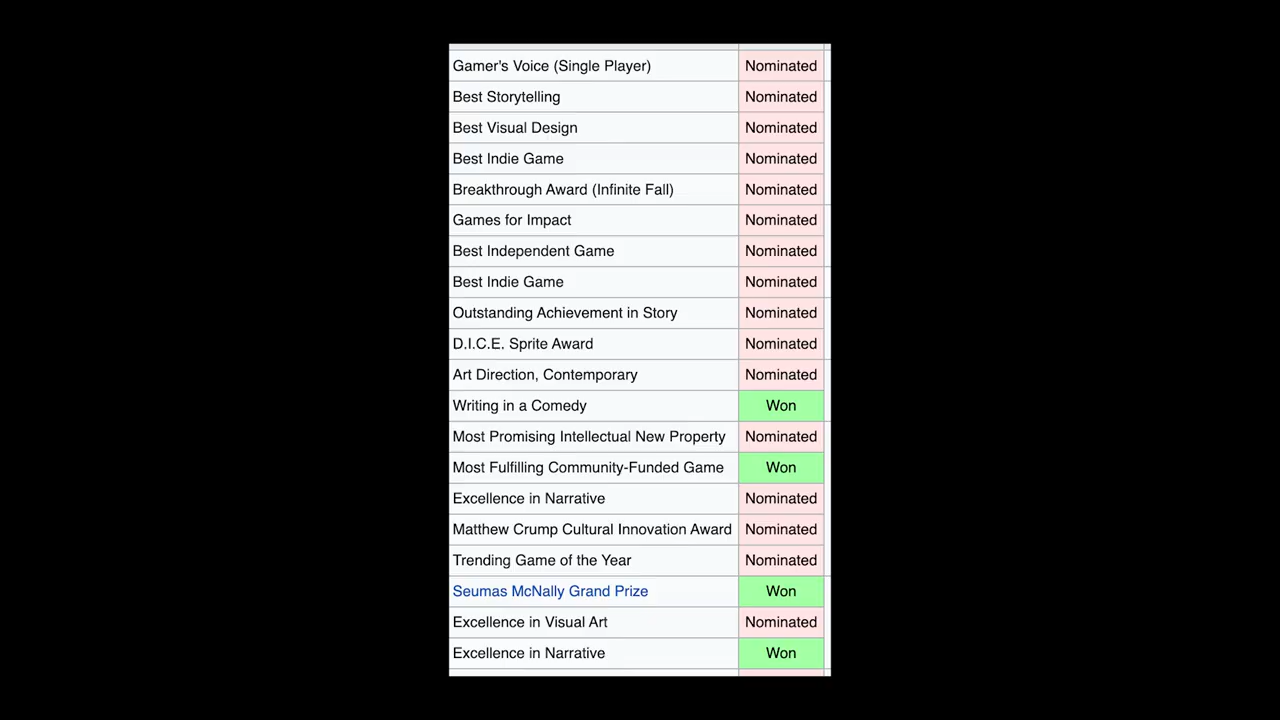 Gamer's Voice (Single Player) Nominated
Best Storytelling Nominated
Best Visual Design Nominated
Best Indie Game Nominated
Breakthrough Award (Infinite Fall) Nominated
Games for Impact Nominated
Best Independent Game Nominated
Best Indie Game Nominated
Outstanding Achievement in Story Nominated
D.I.C.E. Sprite Award Nominated
Art Direction, Contemporary Nominated
Writing in a Comedy Won
Most Promising Intellectual New Property Nominated
Most Fulfilling Community-Funded Game Won
Excellence in Narrative Nominated
Matthew Crump Cultural Innovation Award Nominated
Trending Game of the Year Nominated
Seumas McNally Grand Prize Won
Excellence in Visual Art Nominated
Excellence in Narrative Won